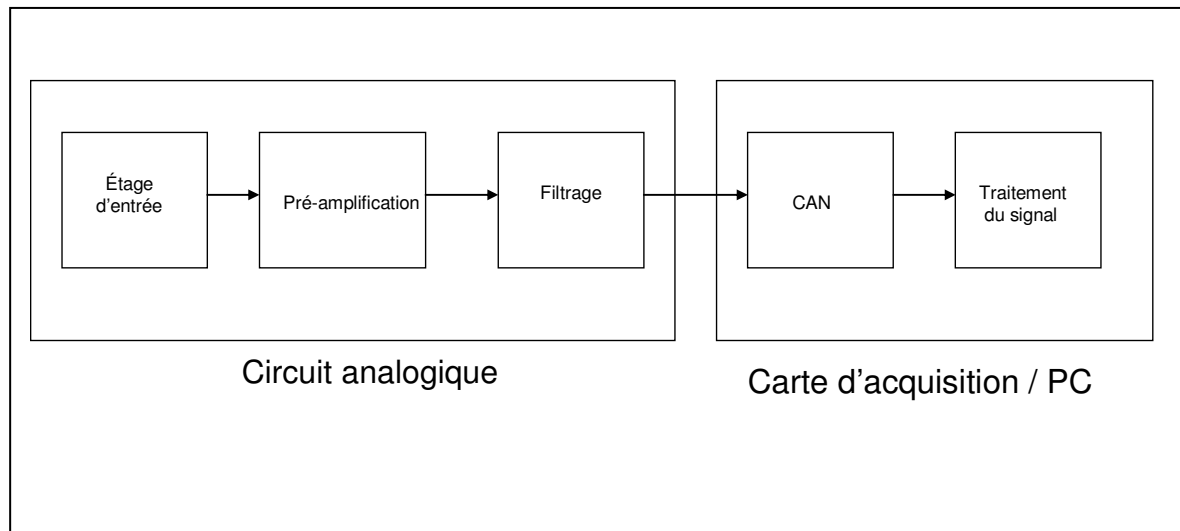 Étage
d'entrée
Pré-amplification
Filtrage
CAN
Traitement
du signal
Circuit analogique
Carte d'acquisition / PC